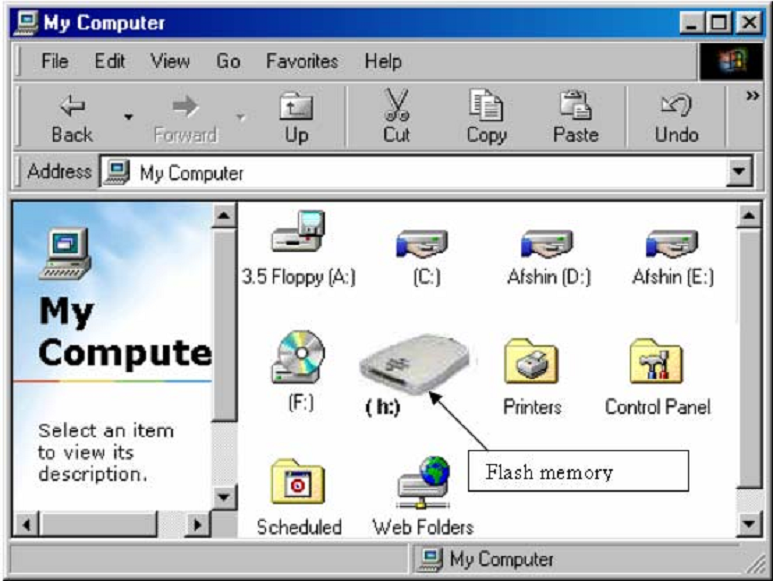 My Computer
File Edit View Go Favorites Help
Back Forward Up Cut Copy Paste Undo »
Address My Computer
My
Compute
Select an item
to view its
description.
3.5 Floppy (A:) (C:) Afshin (D:) Afshin (E:)
(F:) ( h:) Printers Control Panel
Flash memory
Scheduled Web Folders
My Computer